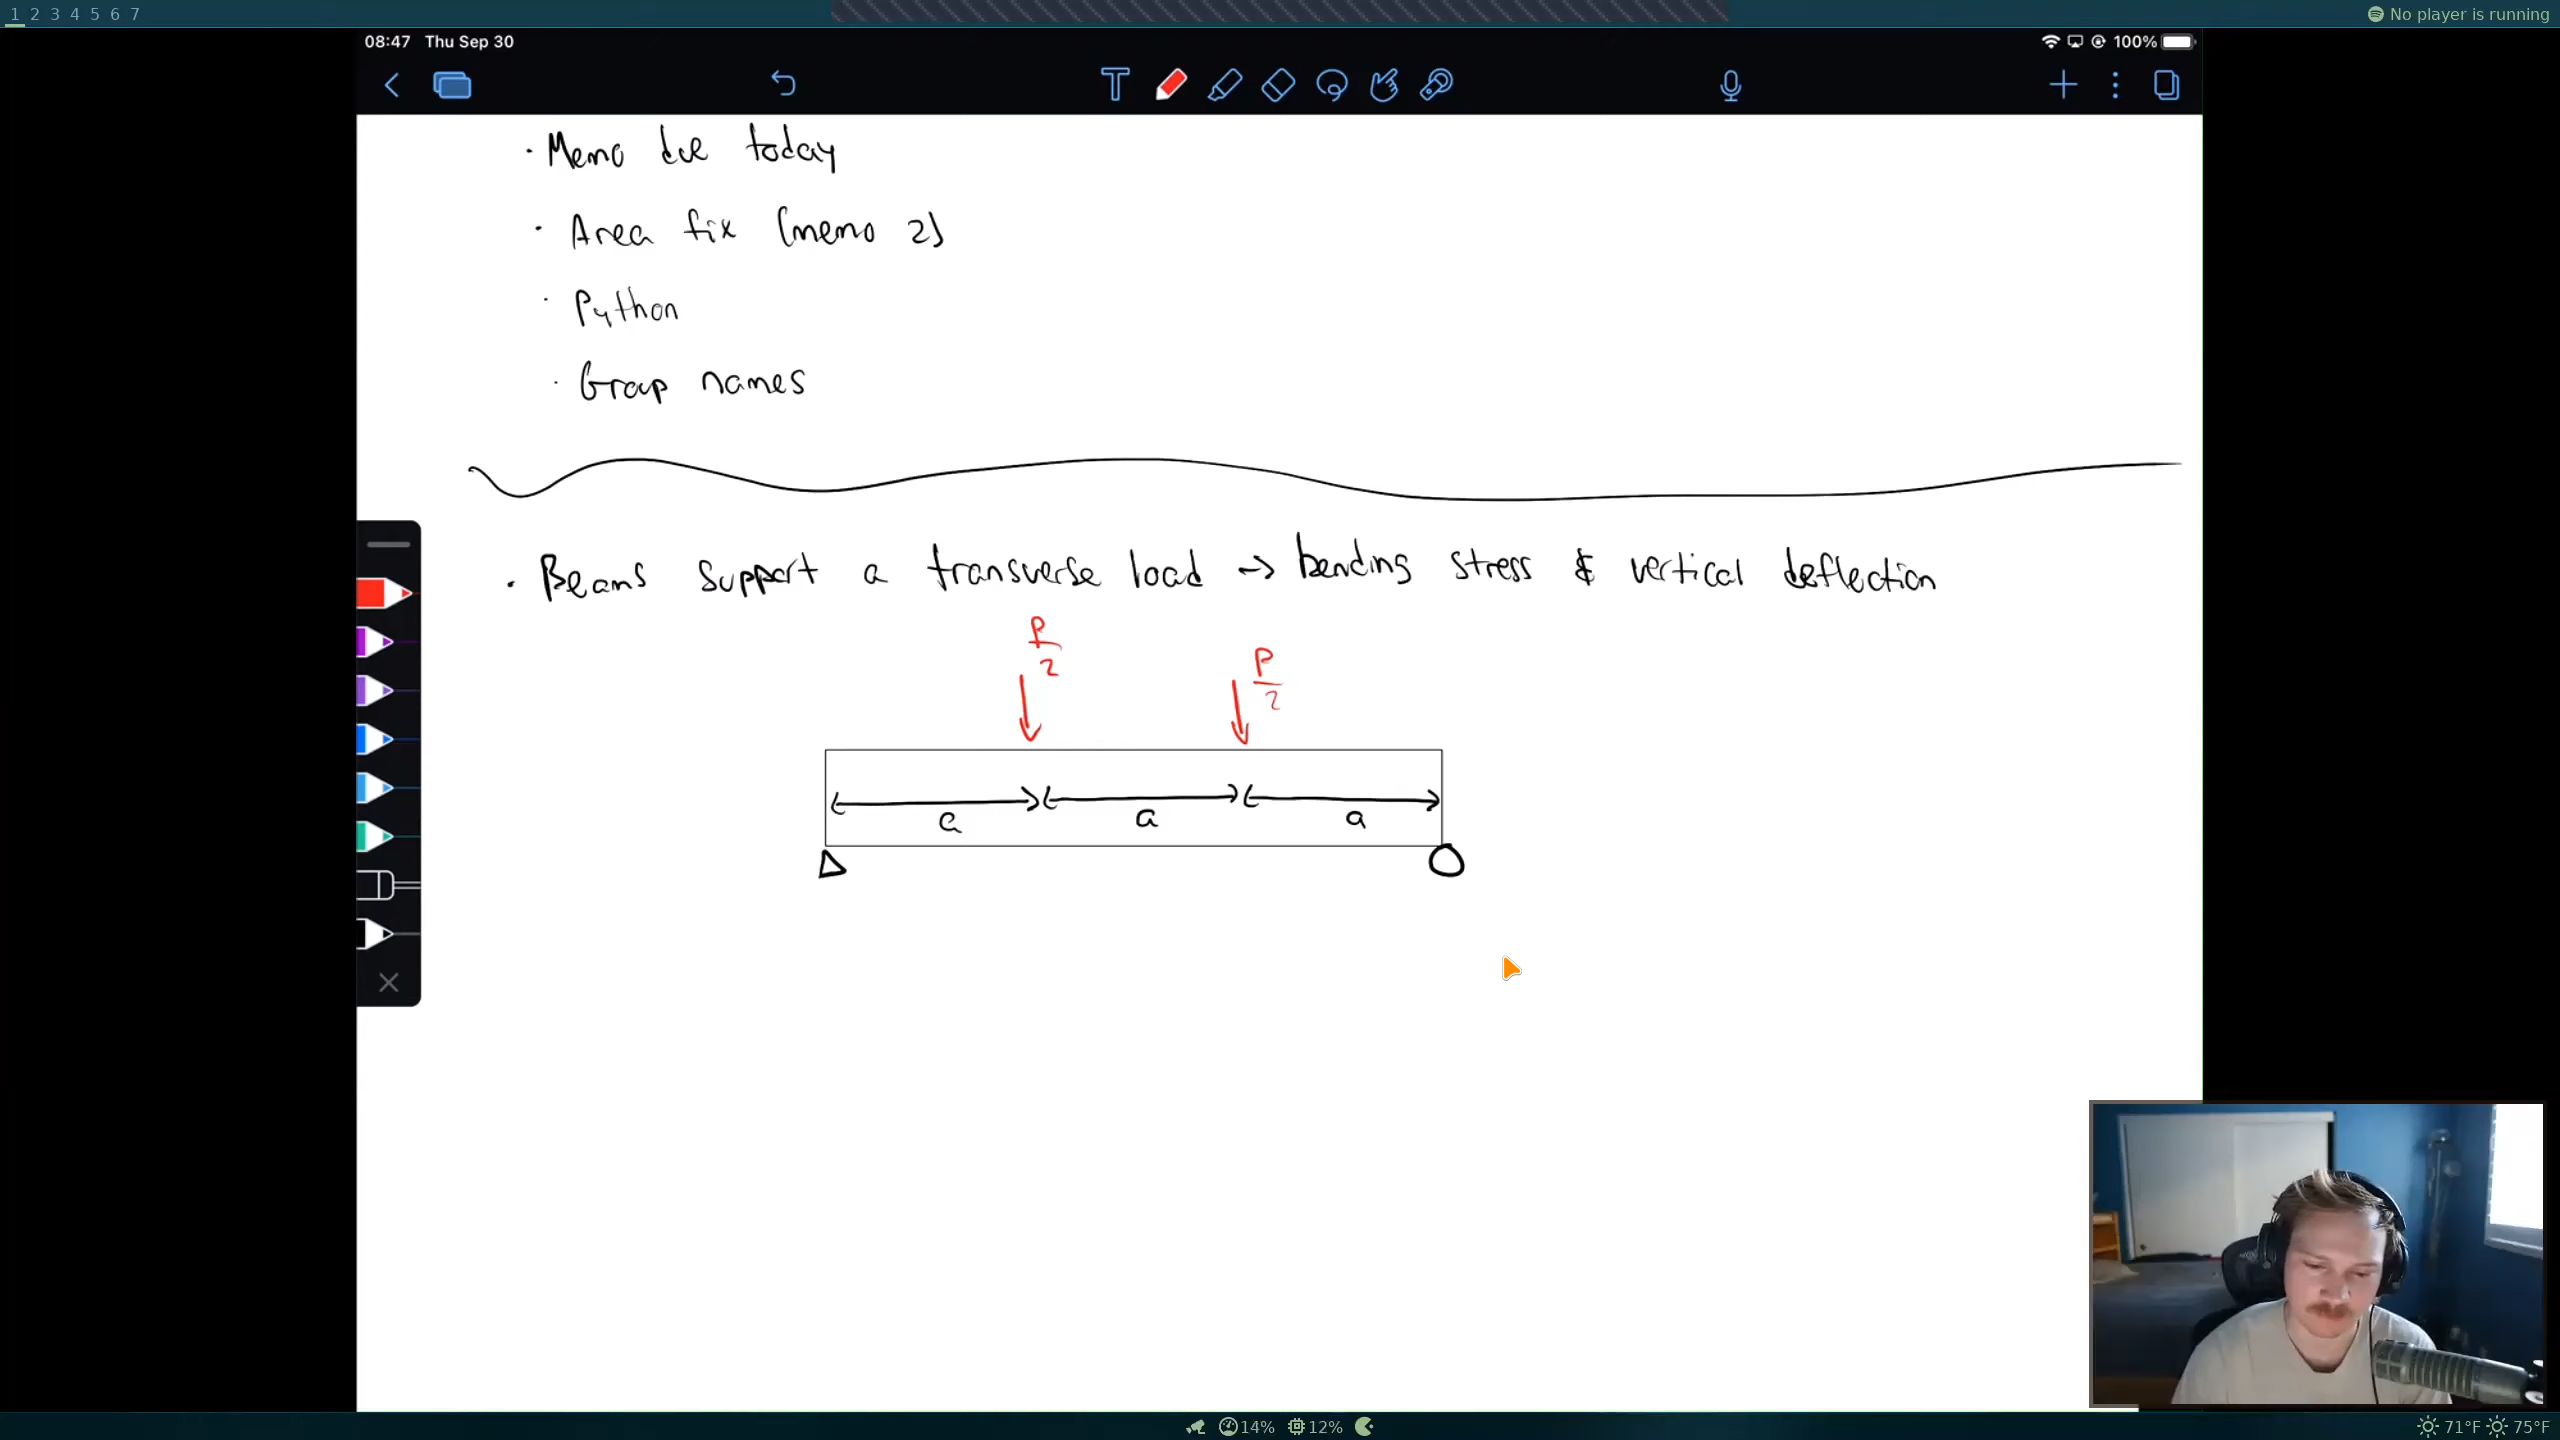 1 2 3 4 5 6 7
No player is running
08:47 Thu Sep 30
100%
· Memo due today
· Area fix (memo 2)
· Python
· Group names
· Beams support a transverse load → bending stress & vertical deflection
P
2
P
2
a a a
14% 12%
71°F 75°F